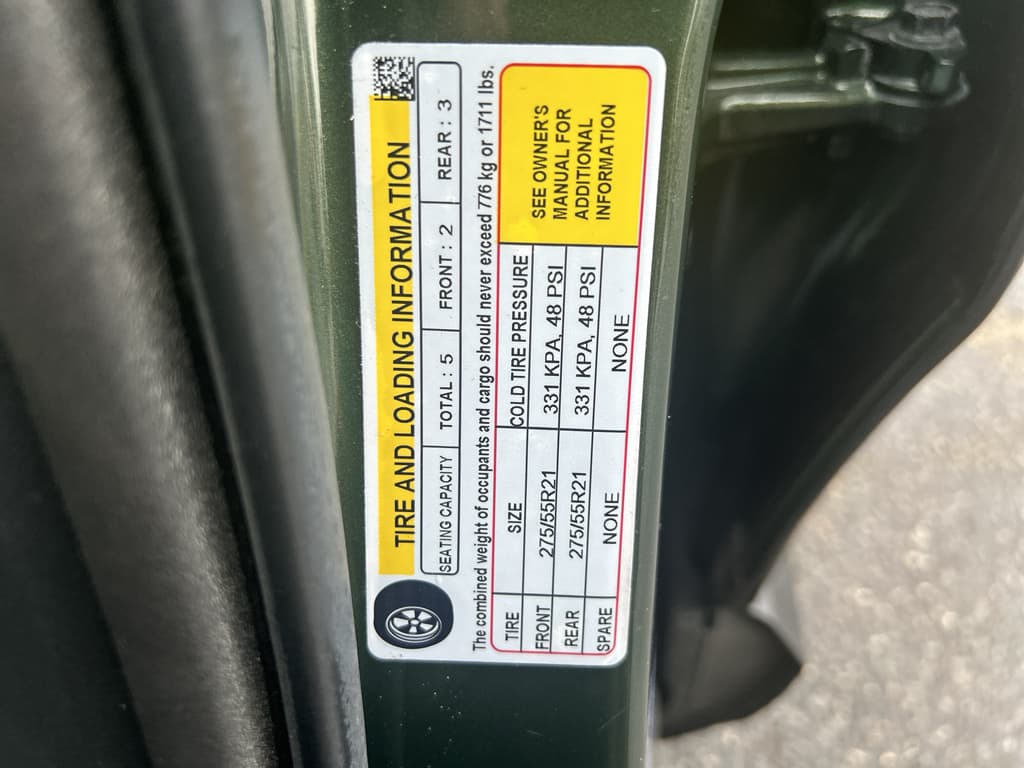 TIRE AND LOADING INFORMATION
SEATING CAPACITY TOTAL : 5 FRONT : 2 REAR : 3
The combined weight of occupants and cargo should never exceed 776 kg or 1711 lbs.
TIRE SIZE COLD TIRE PRESSURE
FRONT 275/55R21 331 KPA, 48 PSI
REAR 275/55R21 331 KPA, 48 PSI
SPARE NONE NONE
SEE OWNER'S
MANUAL FOR
ADDITIONAL
INFORMATION